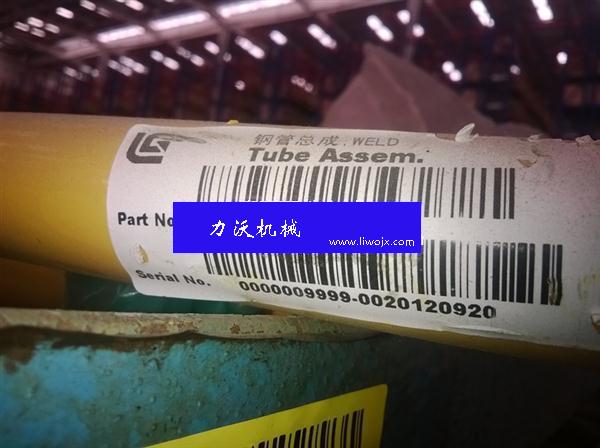 钢管总成;WELD
Tube Assem.
Part No.
力沃机械
www.liwojx.com
Serial No.
0000009999-0020120920